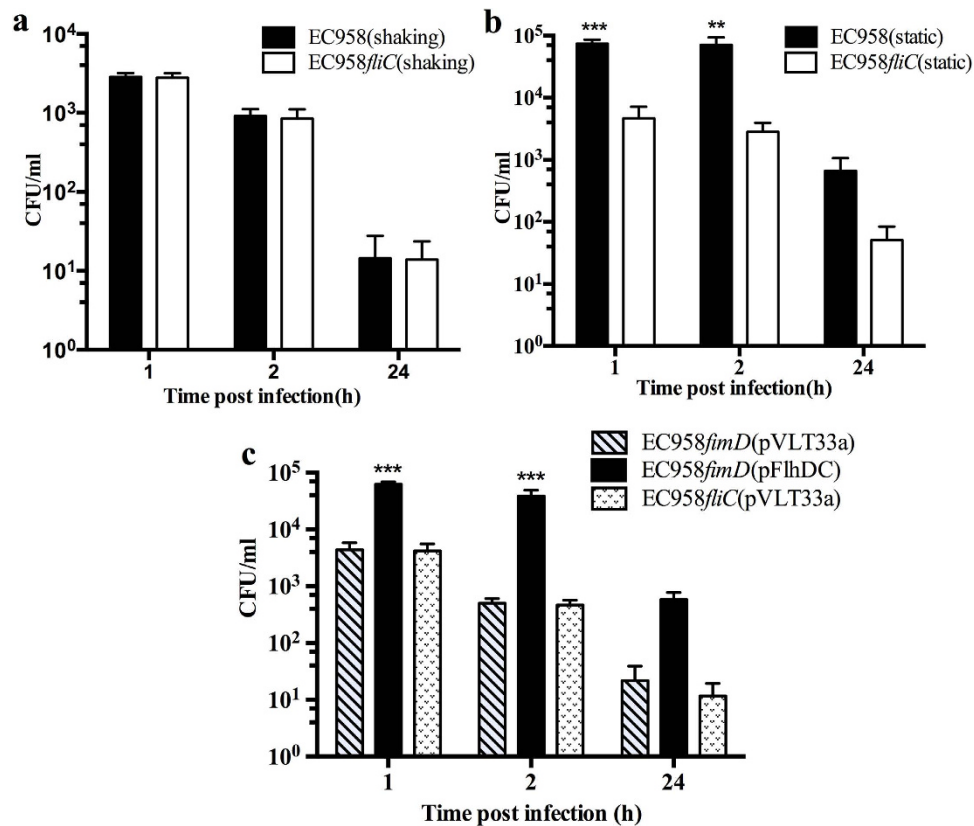 a
EC958(shaking)
EC958fliC(shaking)
CFU/ml
10⁴
10³
10²
10¹
10⁰
1 2 24
Time post infection(h)
b
EC958(static)
EC958fliC(static)
*** **
CFU/ml
10⁵
10⁴
10³
10²
10¹
10⁰
1 2 24
Time post infection(h)
c
EC958fimD(pVLT33a)
EC958fimD(pFlhDC)
EC958fliC(pVLT33a)
*** ***
CFU/ml
10⁵
10⁴
10³
10²
10¹
10⁰
1 2 24
Time post infection (h)